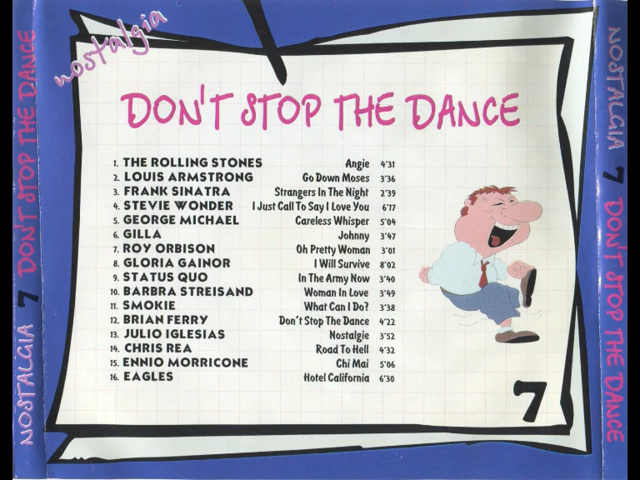 nostalgia
DON'T STOP THE DANCE
1. THE ROLLING STONES Angie 4'31
2. LOUIS ARMSTRONG Go Down Moses 3'36
3. FRANK SINATRA Strangers In The Night 2'39
4. STEVIE WONDER I Just Call To Say I Love You 6'17
5. GEORGE MICHAEL Careless Whisper 5'04
6. GILLA Johnny 3'47
7. ROY ORBISON Oh Pretty Woman 3'01
8. GLORIA GAINOR I Will Survive 8'02
9. STATUS QUO In The Army Now 3'40
10. BARBRA STREISAND Woman In Love 3'49
11. SMOKIE What Can I Do? 3'38
12. BRIAN FERRY Don't Stop The Dance 4'22
13. JULIO IGLESIAS Nostalgie 3'52
14. CHRIS REA Road To Hell 4'32
15. ENNIO MORRICONE Chi Mai 5'06
16. EAGLES Hotel California 6'30
7
NOSTALGIA 7 DON'T STOP THE DANCE
NOSTALGIA 7 DON'T STOP THE DANCE